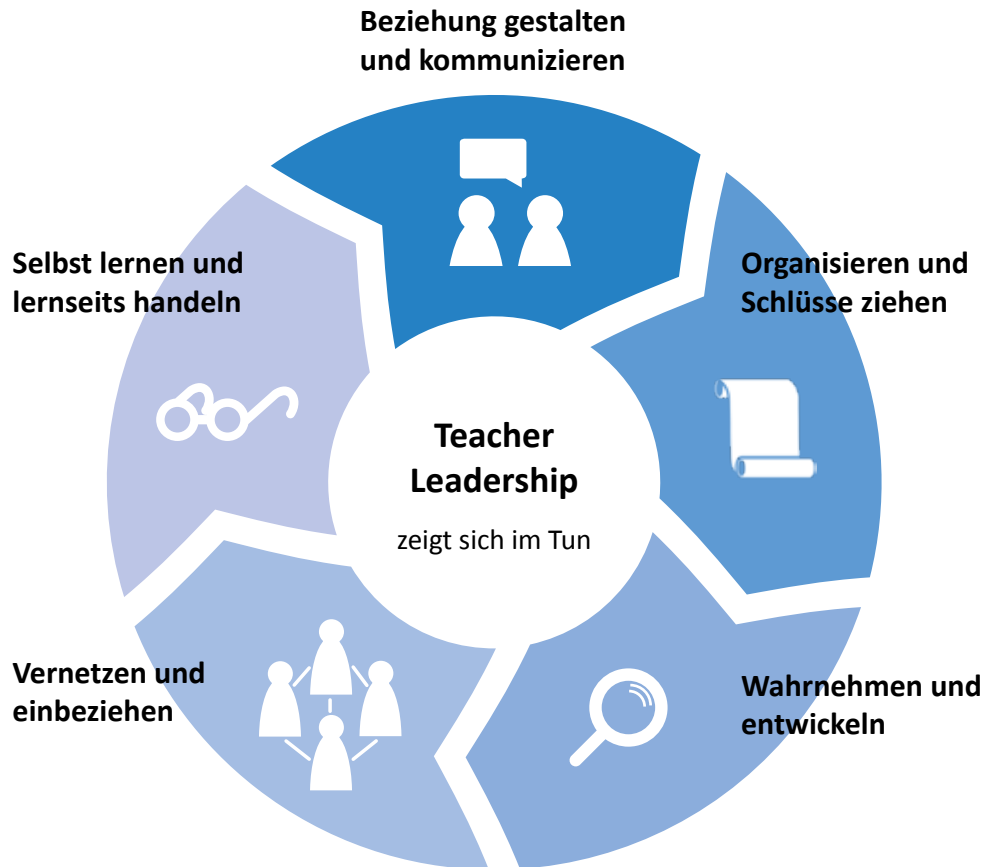 Beziehung gestalten
und kommunizieren
Selbst lernen und
lernseits handeln
Organisieren und
Schlüsse ziehen
Teacher
Leadership
zeigt sich im Tun
Vernetzen und
einbeziehen
Wahrnehmen und
entwickeln